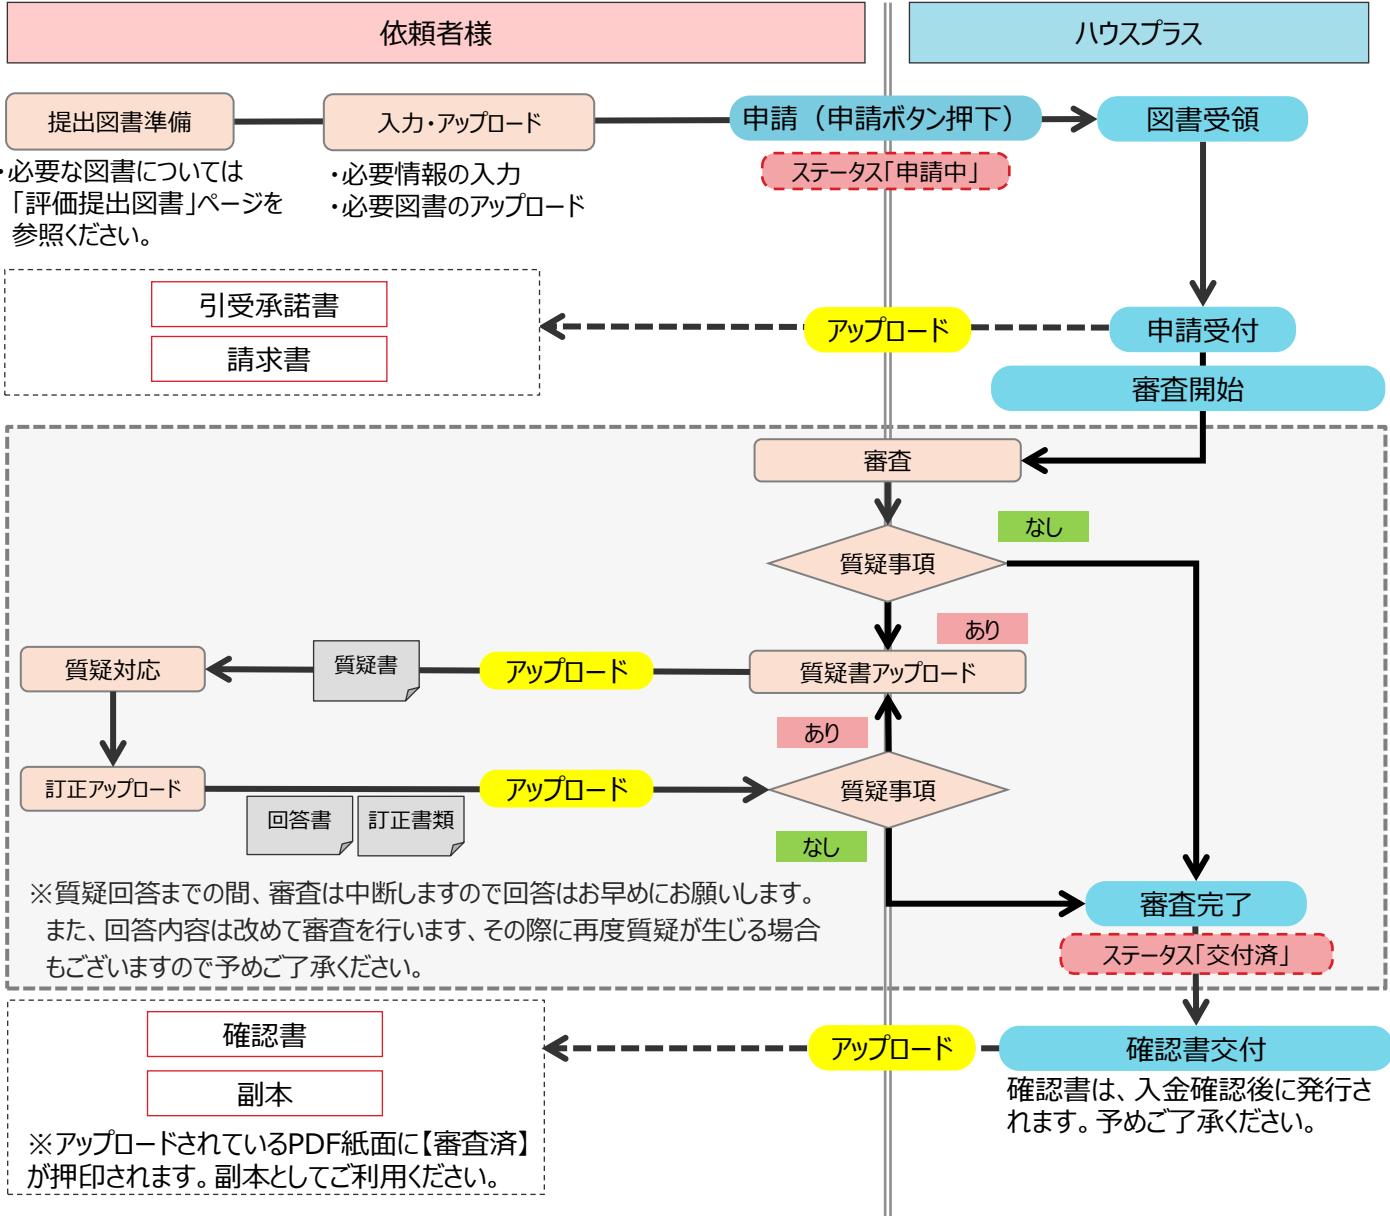 依頼者様
ハウスプラス
提出図書準備
入力・アップロード
申請（申請ボタン押下）
図書受領
・必要な図書については
「評価提出図書」ページを
参照ください。
・必要情報の入力
・必要図書のアップロード
ステータス「申請中」
引受承諾書
請求書
アップロード
申請受付
審査開始
審査
質疑事項
なし
あり
質疑対応
質疑書
アップロード
質疑書アップロード
あり
訂正アップロード
アップロード
質疑事項
回答書
訂正書類
なし
※質疑回答までの間、審査は中断しますので回答はお早めにお願いします。
また、回答内容は改めて審査を行います、その際に再度質疑が生じる場合
もございますので予めご了承ください。
審査完了
ステータス「交付済」
確認書
副本
アップロード
確認書交付
確認書は、入金確認後に発行さ
れます。予めご了承ください。
※アップロードされているPDF紙面に【審査済】
が押印されます。副本としてご利用ください。